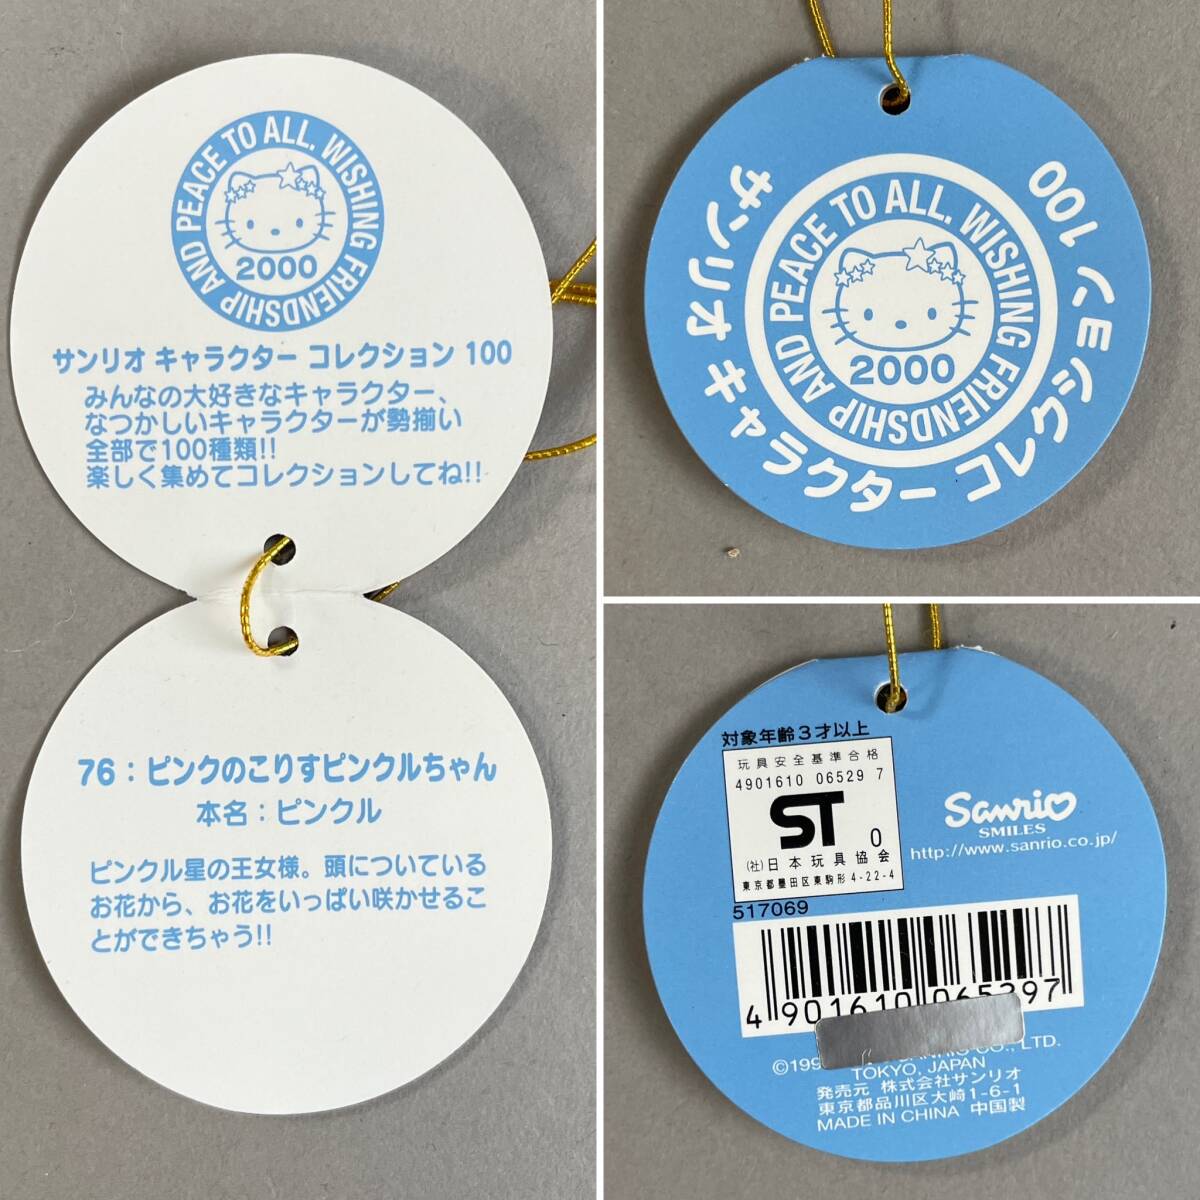 PEACE TO ALL. WISHING FRIENDSHIP AND
2000
サンリオ キャラクター コレクション 100
みんなの大好きなキャラクター、
なつかしいキャラクターが勢揃い
全部で100種類!!
楽しく集めてコレクションしてね!!
76：ピンクのこりすピンクルちゃん
本名：ピンクル
ピンクル星の王女様。頭についている
お花から、お花をいっぱい咲かせるこ
とができちゃう!!
サンリオ キャラクター コレクション 100
PEACE TO ALL. WISHING FRIENDSHIP AND
2000
対象年齢3才以上
玩具安全基準合格
4901610 06529 7
ST 0
(社)日本玩具協会
東京都墨田区東駒形4-22-4
517069
Sanrio
SMILES
http://www.sanrio.co.jp/
4 901610 065297
SANRIO CO., LTD.
TOKYO, JAPAN
発売元 株式会社サンリオ
東京都品川区大崎1-6-1
MADE IN CHINA 中国製